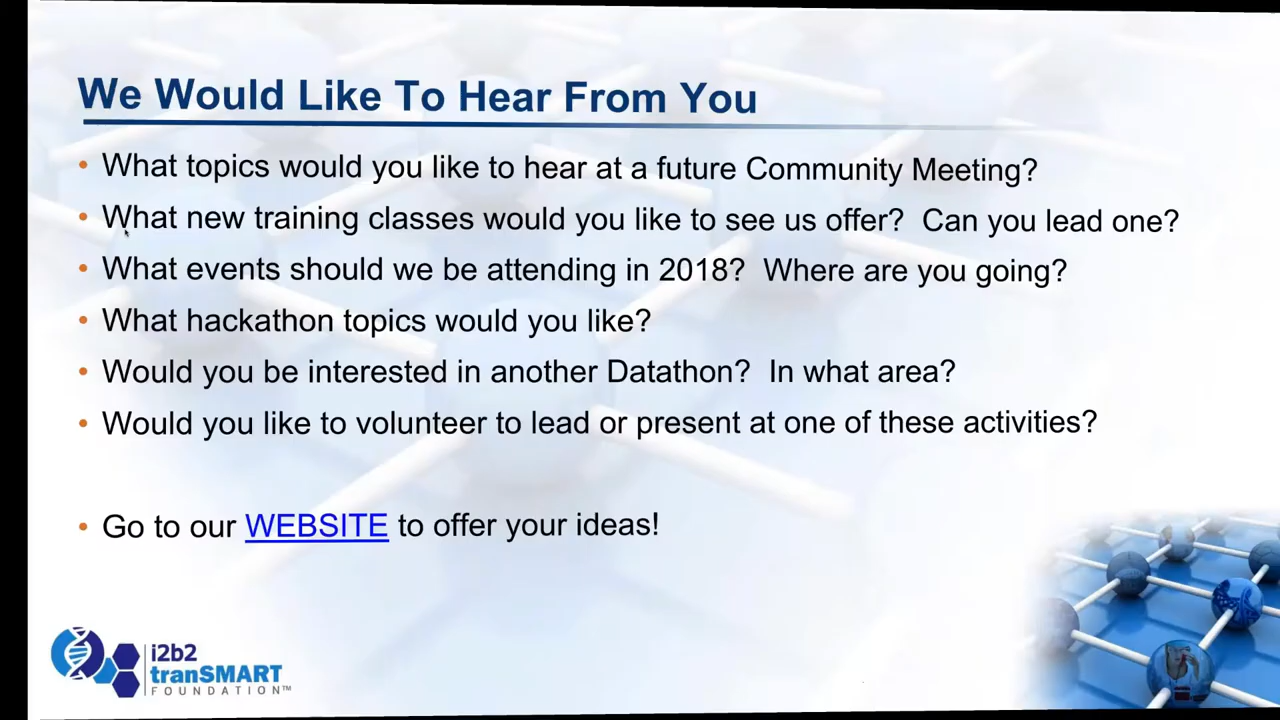 We Would Like To Hear From You
• What topics would you like to hear at a future Community Meeting?
• What new training classes would you like to see us offer?  Can you lead one?
• What events should we be attending in 2018?  Where are you going?
• What hackathon topics would you like?
• Would you be interested in another Datathon?  In what area?
• Would you like to volunteer to lead or present at one of these activities?
• Go to our WEBSITE to offer your ideas!
i2b2
tranSMART
FOUNDATION™